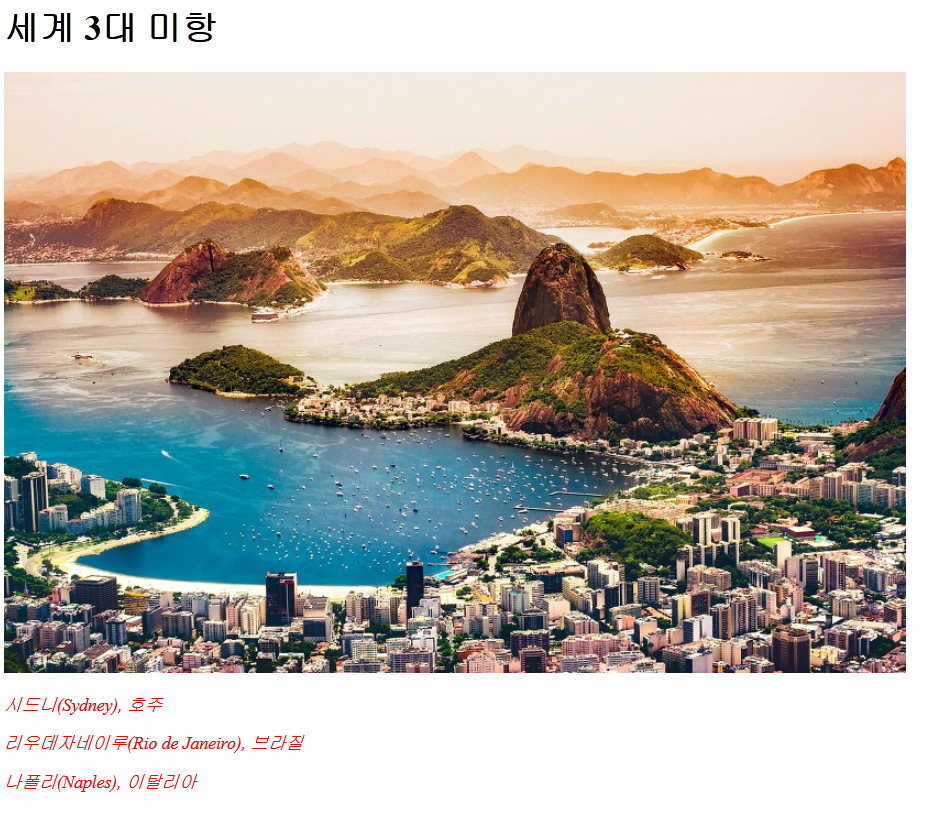 세계 3대 미항
시드니(Sydney), 호주
리우데자네이루(Rio de Janeiro), 브라질
나폴리(Naples), 이탈리아